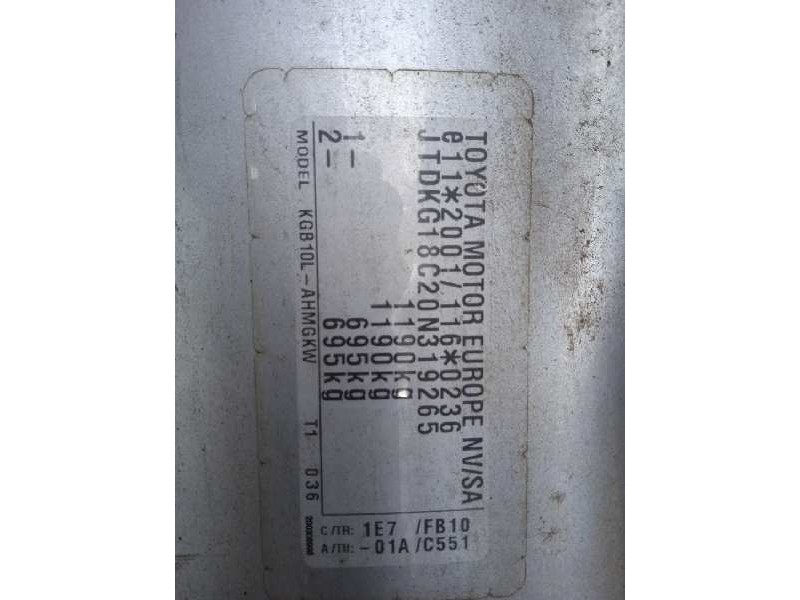 TOYOTA MOTOR EUROPE NV/SA
e11*2001/116*0236
JTDKG18C20N319265
1190kg
1190kg
1– 695kg
2– 695kg
MODEL KGB10L–AHMGKW T1 036
C/TR: 1E7 /FB10
A/TM: –01A /C551